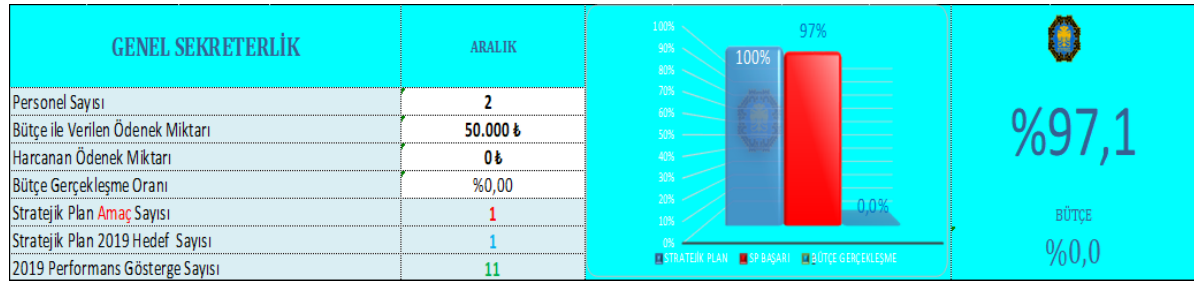 GENEL SEKRETERLİK
ARALIK
Personel Sayısı 2
Bütçe ile Verilen Ödenek Miktarı 50.000 ₺
Harcanan Ödenek Miktarı 0 ₺
Bütçe Gerçekleşme Oranı %0,00
Stratejik Plan Amaç Sayısı 1
Stratejik Plan 2019 Hedef Sayısı 1
2019 Performans Gösterge Sayısı 11
100%
90%
80%
70%
60%
50%
40%
30%
20%
10%
0%
100%
97%
0,0%
STRATEJİK PLAN SP BAŞARI BÜTÇE GERÇEKLEŞME
%97,1
BÜTÇE
%0,0